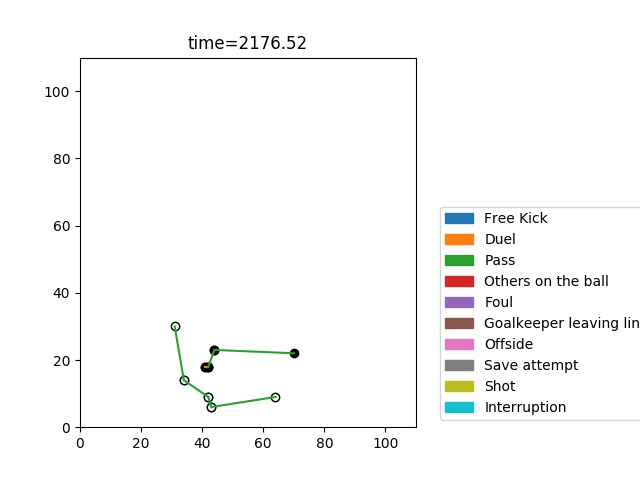 time=2176.52
100
80
60
40
20
0
0 20 40 60 80 100
Free Kick
Duel
Pass
Others on the ball
Foul
Goalkeeper leaving lin
Offside
Save attempt
Shot
Interruption